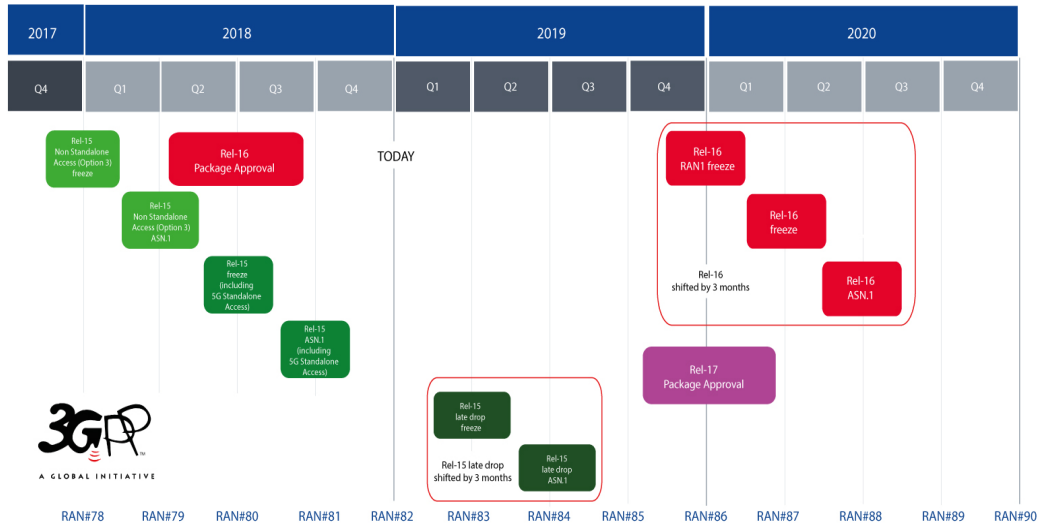 2017
2018
2019
2020
Q4
Q1
Q2
Q3
Q4
Q1
Q2
Q3
Q4
Q1
Q2
Q3
Q4
Rel-15
Non Standalone
Access (Option 3)
freeze
Rel-16
Package Approval
TODAY
Rel-16
RAN1 freeze
Rel-15
Non Standalone
Access (Option 3)
ASN.1
Rel-16
freeze
Rel-15
freeze
(including
5G Standalone
Access)
Rel-16
shifted by 3 months
Rel-16
ASN.1
Rel-15
ASN.1
(including
5G Standalone
Access)
Rel-17
Package Approval
Rel-15
late drop
freeze
Rel-15 late drop
shifted by 3 months
Rel-15
late drop
ASN.1
3GPP
TM
A GLOBAL INITIATIVE
RAN#78
RAN#79
RAN#80
RAN#81
RAN#82
RAN#83
RAN#84
RAN#85
RAN#86
RAN#87
RAN#88
RAN#89
RAN#90